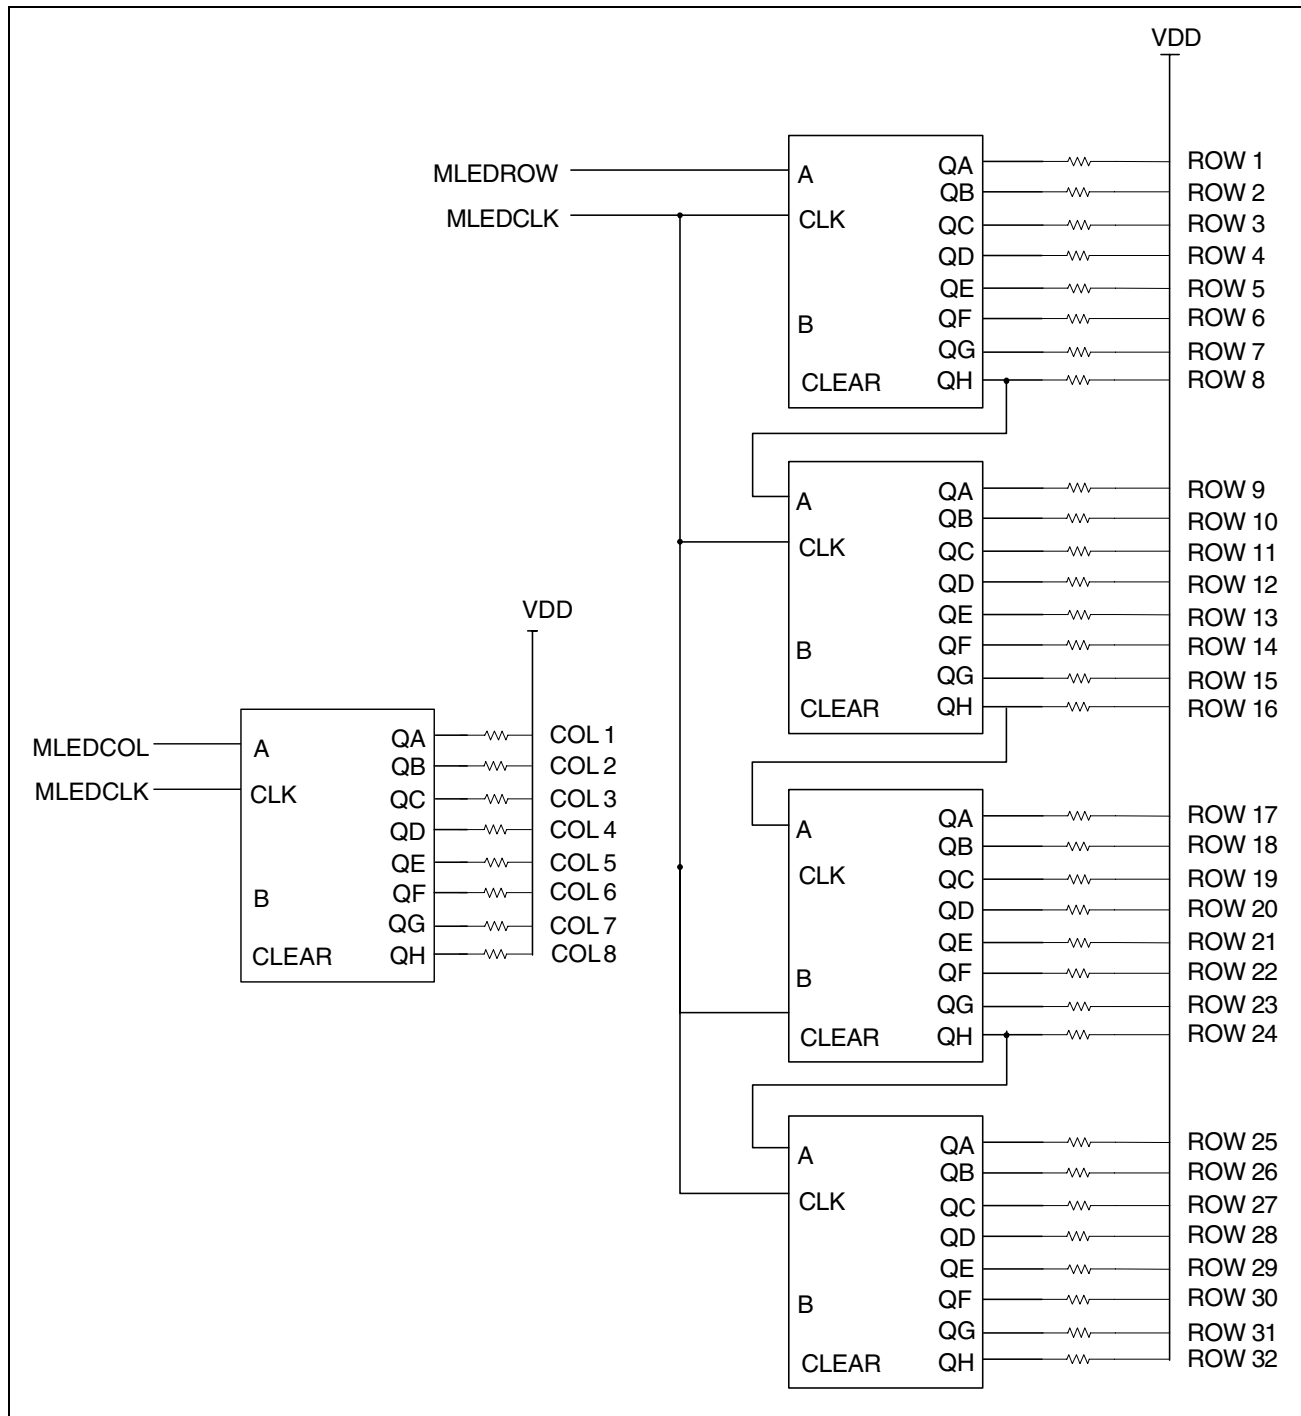 VDD
MLEDROW
MLEDCLK
A
CLK
B
CLEAR
QA
QB
QC
QD
QE
QF
QG
QH
ROW 1
ROW 2
ROW 3
ROW 4
ROW 5
ROW 6
ROW 7
ROW 8
A
CLK
B
CLEAR
QA
QB
QC
QD
QE
QF
QG
QH
ROW 9
ROW 10
ROW 11
ROW 12
ROW 13
ROW 14
ROW 15
ROW 16
VDD
MLEDCOL
MLEDCLK
A
CLK
B
CLEAR
QA
QB
QC
QD
QE
QF
QG
QH
COL 1
COL 2
COL 3
COL 4
COL 5
COL 6
COL 7
COL 8
A
CLK
B
CLEAR
QA
QB
QC
QD
QE
QF
QG
QH
ROW 17
ROW 18
ROW 19
ROW 20
ROW 21
ROW 22
ROW 23
ROW 24
A
CLK
B
CLEAR
QA
QB
QC
QD
QE
QF
QG
QH
ROW 25
ROW 26
ROW 27
ROW 28
ROW 29
ROW 30
ROW 31
ROW 32